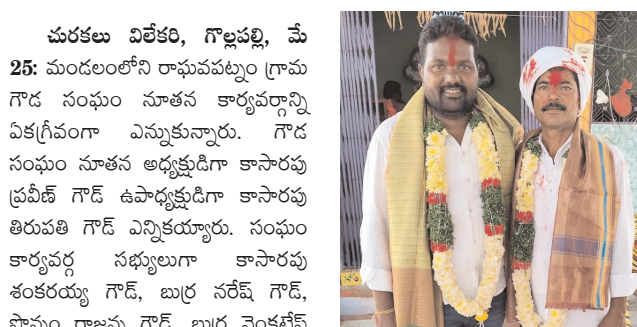 చురకలు విలేకరి, గొల్లపల్లి, మే
25: మండలంలోని రాఘవపట్నం గ్రామ
గౌడ సంఘం నూతన కార్యవర్గాన్ని
ఏకగ్రీవంగా ఎన్నుకున్నారు. గౌడ
సంఘం నూతన అధ్యక్షుడిగా కాసారపు
ప్రవీణ్ గౌడ్ ఉపాధ్యక్షుడిగా కాసారపు
తిరుపతి గౌడ్ ఎన్నికయ్యారు. సంఘం
కార్యవర్గ సభ్యులుగా కాసారపు
శంకరయ్య గౌడ్, బుర్ర నరేష్ గౌడ్,
గౌడ్, బుర్ర వెంకటేష్